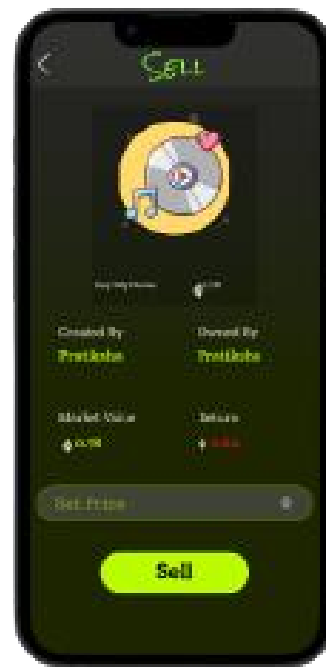 SELL
Created By Owned By
Pratiksha Pratiksha
Market Value Return
Set Price
Sell